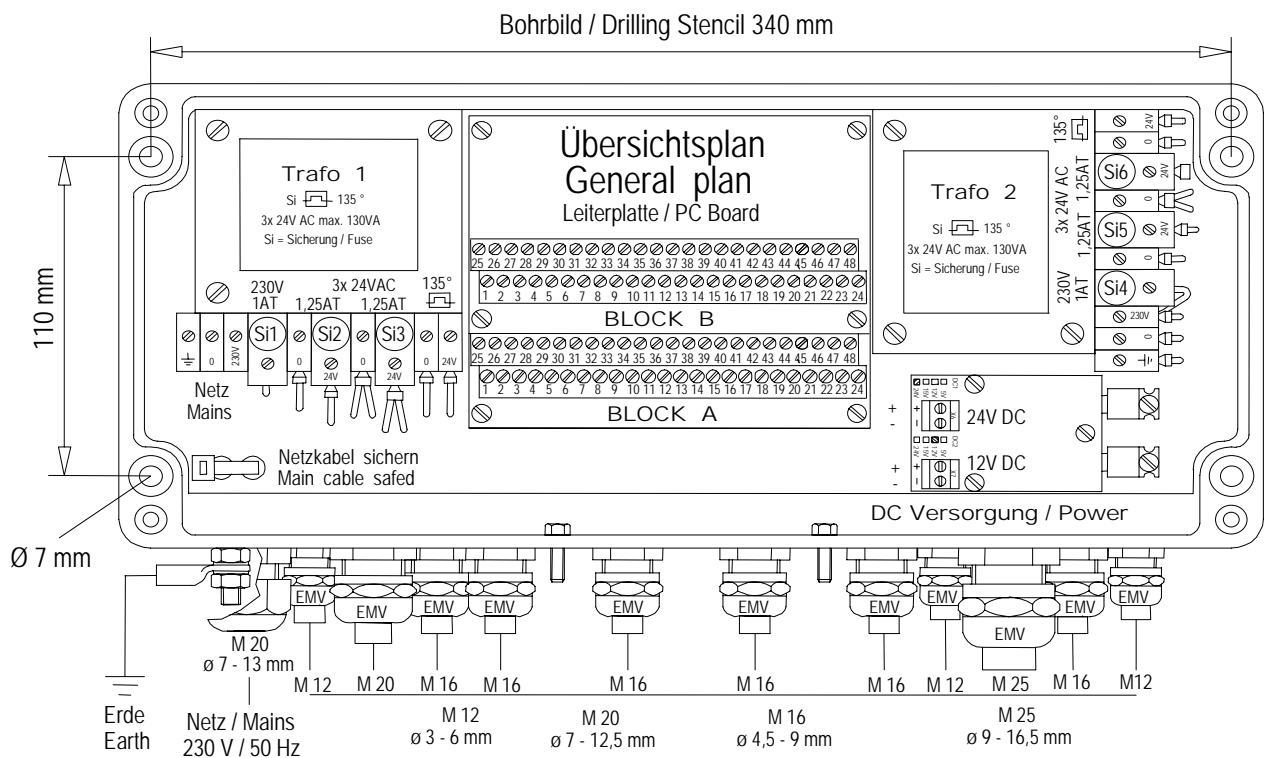 Bohrbild / Drilling Stencil 340 mm
110 mm
Ø 7 mm
Trafo 1
Si 135 °
3x 24V AC max. 130VA
Si = Sicherung / Fuse
230V
1AT
3x 24VAC
1,25AT 1,25AT
135°
Si1 Si2 Si3
0 230V 0 24V 0 24V 0 24V
Netz
Mains
Netzkabel sichern
Main cable safed
Übersichtsplan
General plan
Leiterplatte / PC Board
25 26 27 28 29 30 31 32 33 34 35 36 37 38 39 40 41 42 43 44 45 46 47 48
1 2 3 4 5 6 7 8 9 10 11 12 13 14 15 16 17 18 19 20 21 22 23 24
BLOCK B
25 26 27 28 29 30 31 32 33 34 35 36 37 38 39 40 41 42 43 44 45 46 47 48
1 2 3 4 5 6 7 8 9 10 11 12 13 14 15 16 17 18 19 20 21 22 23 24
BLOCK A
Trafo 2
Si 135 °
3x 24V AC max. 130VA
Si = Sicherung / Fuse
135°
3x 24V AC
1,25AT 1,25AT
230V
1AT
24V
0
Si6 24V
0
Si5 24V
0
Si4
230V
0
DC1
24V 15V 12V 5V
+ + 24V DC
- -
DC2
24V 15V 12V 5V
+ + 12V DC
- -
DC Versorgung / Power
EMV EMV EMV EMV EMV EMV EMV EMV EMV EMV EMV
M 20
ø 7 - 13 mm
M 12 M 20 M 16 M 16 M 16 M 16 M 16 M 12 M 25 M 16 M12
Erde
Earth
Netz / Mains
230 V / 50 Hz
M 12
ø 3 - 6 mm
M 20
ø 7 - 12,5 mm
M 16
ø 4,5 - 9 mm
M 25
ø 9 - 16,5 mm